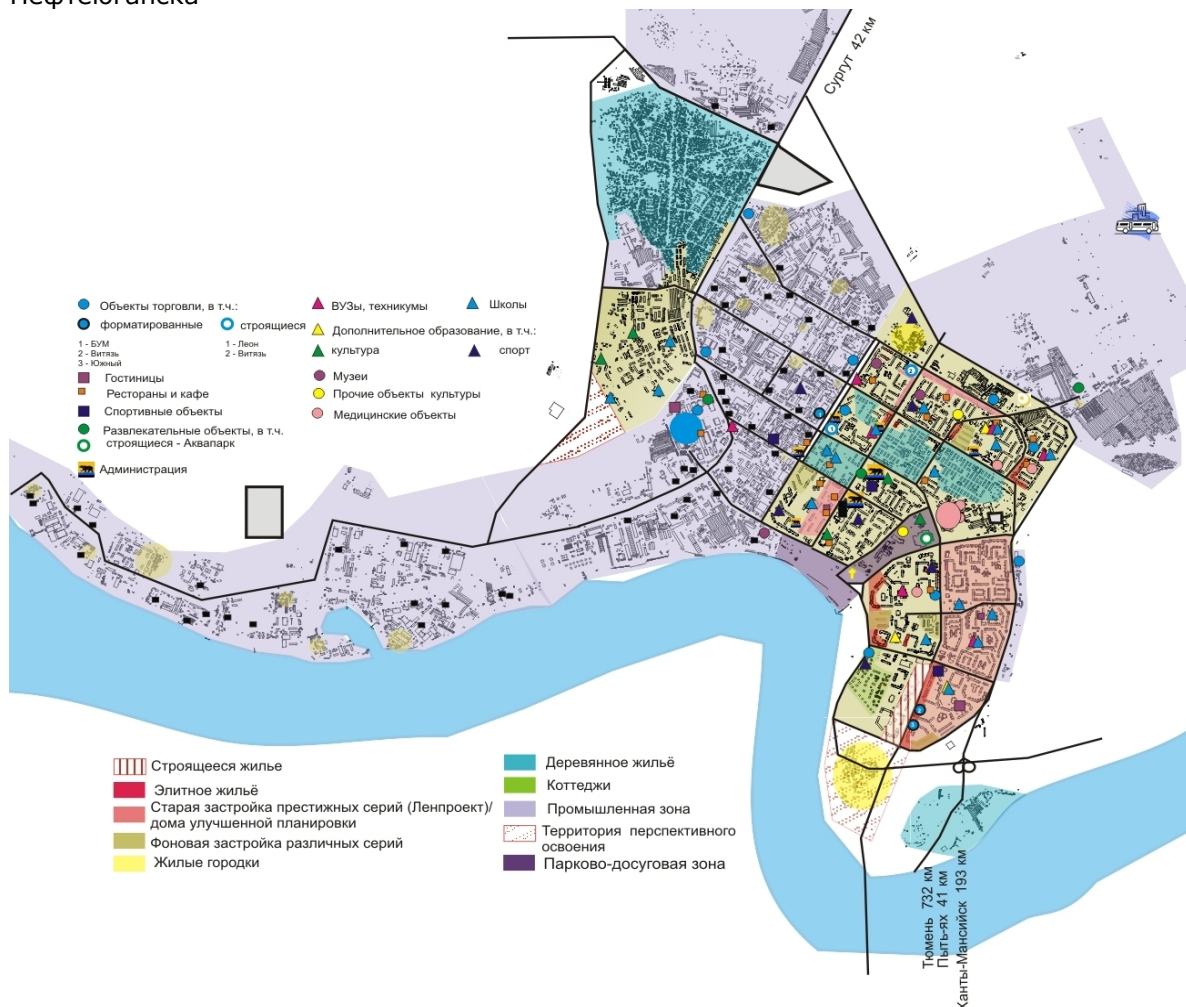 Нефтеюганска
Сургут 42 км
Объекты торговли, в т.ч.:
форматированные
строящиеся
1 - БУМ
2 - Витязь
3 - Южный
1 - Леон
2 - Витязь
Гостиницы
Рестораны и кафе
Спортивные объекты
Развлекательные объекты, в т.ч.
строящиеся - Аквапарк
Администрация
ВУЗы, техникумы
Школы
Дополнительное образование, в т.ч.:
культура
спорт
Музеи
Прочие объекты культуры
Медицинские объекты
Строящееся жилье
Элитное жильё
Старая застройка престижных серий (Ленпроект)/
дома улучшенной планировки
Фоновая застройка различных серий
Жилые городки
Деревянное жильё
Коттеджи
Промышленная зона
Территория перспективного
освоения
Парково-досуговая зона
Тюмень 732 км
Пыть-ях 41 км
Ханты-Мансийск 193 км